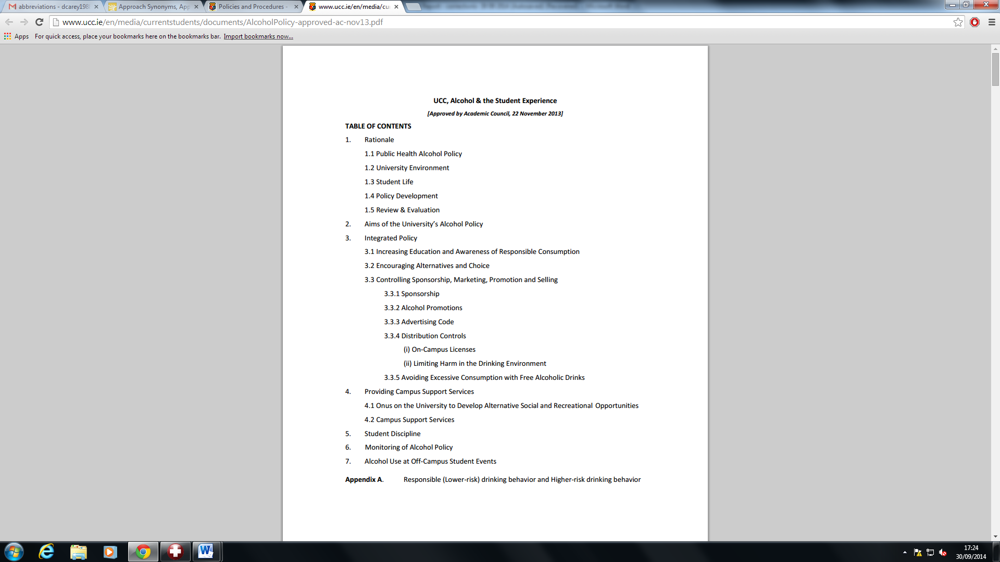 abbreviations - dcarey198
Approach Synonyms, App
Policies and Procedures -
www.ucc.ie/en/media/cu
www.ucc.ie/en/media/currentstudents/documents/AlcoholPolicy-approved-ac-nov13.pdf
Apps For quick access, place your bookmarks here on the bookmarks bar. Import bookmarks now...
UCC, Alcohol & the Student Experience
[Approved by Academic Council, 22 November 2013]
TABLE OF CONTENTS
1. Rationale
1.1 Public Health Alcohol Policy
1.2 University Environment
1.3 Student Life
1.4 Policy Development
1.5 Review & Evaluation
2. Aims of the University’s Alcohol Policy
3. Integrated Policy
3.1 Increasing Education and Awareness of Responsible Consumption
3.2 Encouraging Alternatives and Choice
3.3 Controlling Sponsorship, Marketing, Promotion and Selling
3.3.1 Sponsorship
3.3.2 Alcohol Promotions
3.3.3 Advertising Code
3.3.4 Distribution Controls
(i) On-Campus Licenses
(ii) Limiting Harm in the Drinking Environment
3.3.5 Avoiding Excessive Consumption with Free Alcoholic Drinks
4. Providing Campus Support Services
4.1 Onus on the University to Develop Alternative Social and Recreational Opportunities
4.2 Campus Support Services
5. Student Discipline
6. Monitoring of Alcohol Policy
7. Alcohol Use at Off-Campus Student Events
Appendix A. Responsible (Lower-risk) drinking behavior and Higher-risk drinking behavior
17:24
30/09/2014